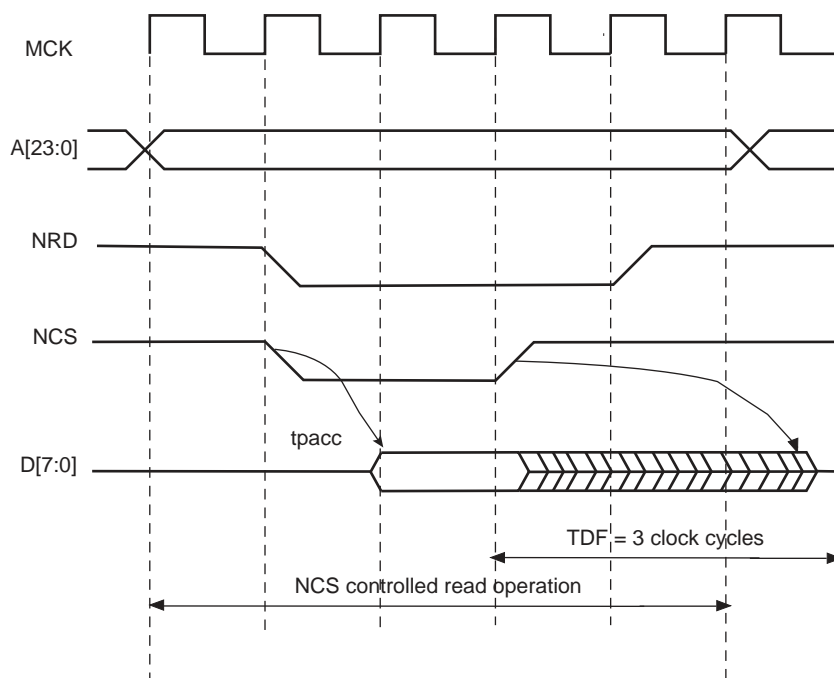 MCK
A[23:0]
NRD
NCS
tpacc
D[7:0]
TDF = 3 clock cycles
NCS controlled read operation